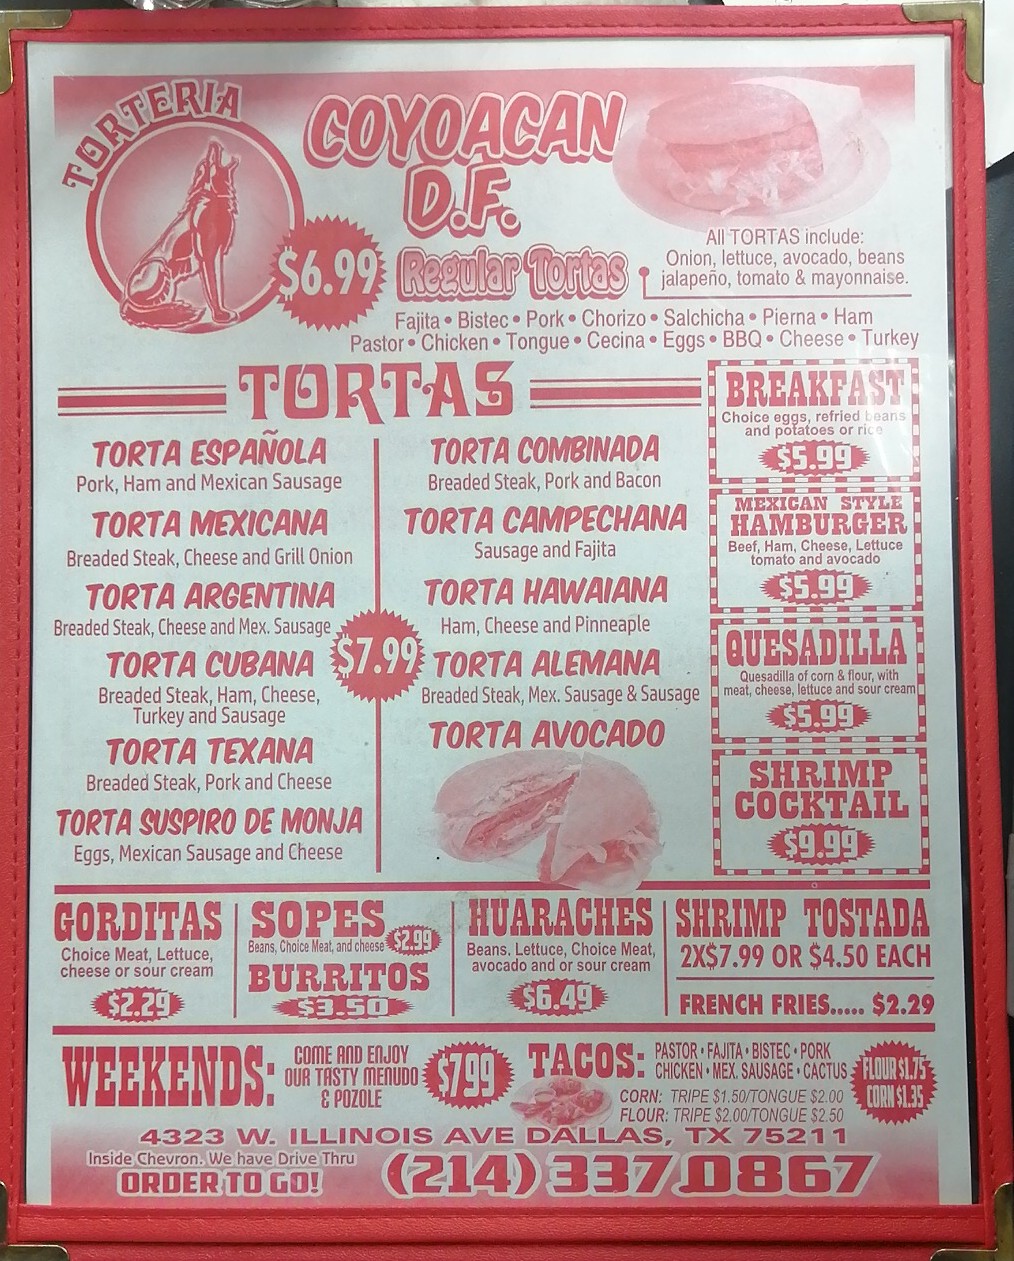 TORTERIA
COYOACAN
D.F.
$6.99
Regular Tortas
All TORTAS include:
Onion, lettuce, avocado, beans
jalapeño, tomato & mayonnaise.
Fajita • Bistec • Pork • Chorizo • Salchicha • Pierna • Ham
Pastor • Chicken • Tongue • Cecina • Eggs • BBQ • Cheese • Turkey
TORTAS
TORTA ESPAÑOLA
Pork, Ham and Mexican Sausage
TORTA MEXICANA
Breaded Steak, Cheese and Grill Onion
TORTA ARGENTINA
Breaded Steak, Cheese and Mex. Sausage
TORTA CUBANA
Breaded Steak, Ham, Cheese,
Turkey and Sausage
TORTA TEXANA
Breaded Steak, Pork and Cheese
TORTA SUSPIRO DE MONJA
Eggs, Mexican Sausage and Cheese
$7.99
TORTA COMBINADA
Breaded Steak, Pork and Bacon
TORTA CAMPECHANA
Sausage and Fajita
TORTA HAWAIANA
Ham, Cheese and Pinneaple
TORTA ALEMANA
Breaded Steak, Mex. Sausage & Sausage
TORTA AVOCADO
BREAKFAST
Choice eggs, refried beans
and potatoes or rice
$5.99
MEXICAN STYLE
HAMBURGER
Beef, Ham, Cheese, Lettuce
tomato and avocado
$5.99
QUESADILLA
Quesadilla of corn & flour, with
meat, cheese, lettuce and sour cream
$5.99
SHRIMP
COCKTAIL
$9.99
GORDITAS
Choice Meat, Lettuce,
cheese or sour cream
$2.29
SOPES
Beans, Choice Meat, and cheese $2.99
BURRITOS
$3.50
HUARACHES
Beans. Lettuce, Choice Meat,
avocado and or sour cream
$6.49
SHRIMP TOSTADA
2X$7.99 OR $4.50 EACH
FRENCH FRIES..... $2.29
WEEKENDS:
COME AND ENJOY
OUR TASTY MENUDO
& POZOLE
$7.99
TACOS:
PASTOR • FAJITA • BISTEC • PORK
CHICKEN • MEX. SAUSAGE • CACTUS
CORN: TRIPE $1.50/TONGUE $2.00
FLOUR: TRIPE $2.00/TONGUE $2.50
FLOUR $1.75
CORN $1.35
4323 W. ILLINOIS AVE DALLAS, TX 75211
Inside Chevron. We have Drive Thru
ORDER TO GO!
(214) 337.0867